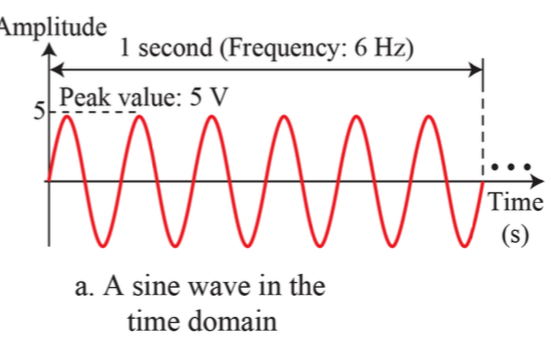 Amplitude
1 second (Frequency: 6 Hz)
Peak value: 5 V
5
Time
(s)
a. A sine wave in the
time domain